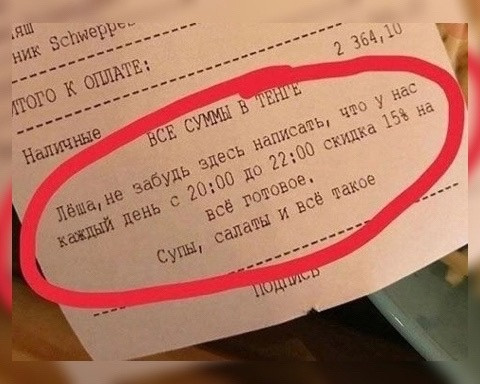 ник Schweppes
ИТОГО К ОПЛАТЕ:
2 364,10
Наличные
ВСЕ СУММЫ В ТЕНГЕ
Лёша, не забудь здесь написать, что у нас
каждый день с 20:00 до 22:00 скидка 15% на
всё готовое.
Супы, салаты и всё такое
ПОДПИСЬ